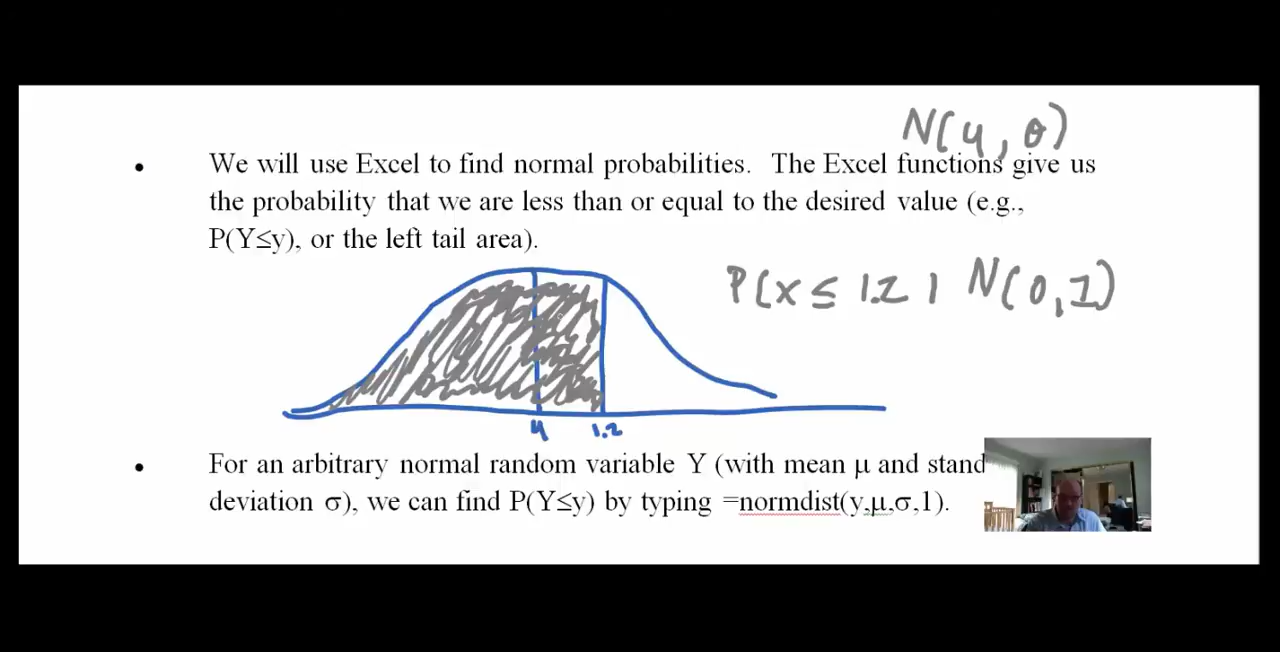 N(4, θ)
• We will use Excel to find normal probabilities. The Excel functions give us
the probability that we are less than or equal to the desired value (e.g.,
P(Y≤y), or the left tail area).
P(X ≤ 1.2 | N(0,1)
4 1.2
• For an arbitrary normal random variable Y (with mean μ and stand
deviation σ), we can find P(Y≤y) by typing =normdist(y,μ,σ,1).